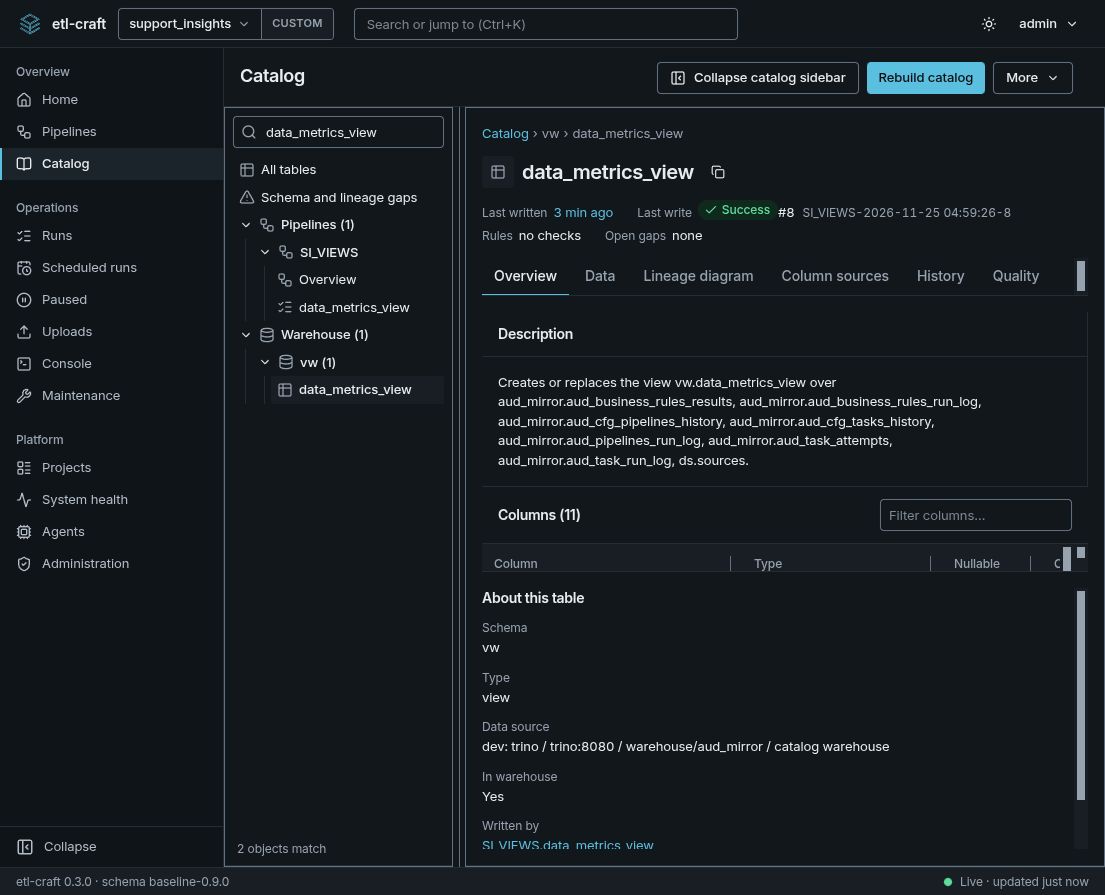 etl-craft
support_insights
CUSTOM
Search or jump to (Ctrl+K)
admin
Overview
Home
Pipelines
Catalog
Operations
Runs
Scheduled runs
Paused
Uploads
Console
Maintenance
Platform
Projects
System health
Agents
Administration
Collapse
Catalog
Collapse catalog sidebar
Rebuild catalog
More
data_metrics_view
All tables
Schema and lineage gaps
Pipelines (1)
SI_VIEWS
Overview
data_metrics_view
Warehouse (1)
vw (1)
data_metrics_view
2 objects match
Catalog › vw › data_metrics_view
data_metrics_view
Last written 3 min ago Last write Success #8 SI_VIEWS-2026-11-25 04:59:26-8
Rules no checks Open gaps none
Overview Data Lineage diagram Column sources History Quality
Description
Creates or replaces the view vw.data_metrics_view over
aud_mirror.aud_business_rules_results, aud_mirror.aud_business_rules_run_log,
aud_mirror.aud_cfg_pipelines_history, aud_mirror.aud_cfg_tasks_history,
aud_mirror.aud_pipelines_run_log, aud_mirror.aud_task_attempts,
aud_mirror.aud_task_run_log, ds.sources.
Columns (11)
Filter columns...
Column Type Nullable
About this table
Schema
vw
Type
view
Data source
dev: trino / trino:8080 / warehouse/aud_mirror / catalog warehouse
In warehouse
Yes
Written by
SI_VIEWS.data_metrics_view
etl-craft 0.3.0 · schema baseline-0.9.0
Live · updated just now